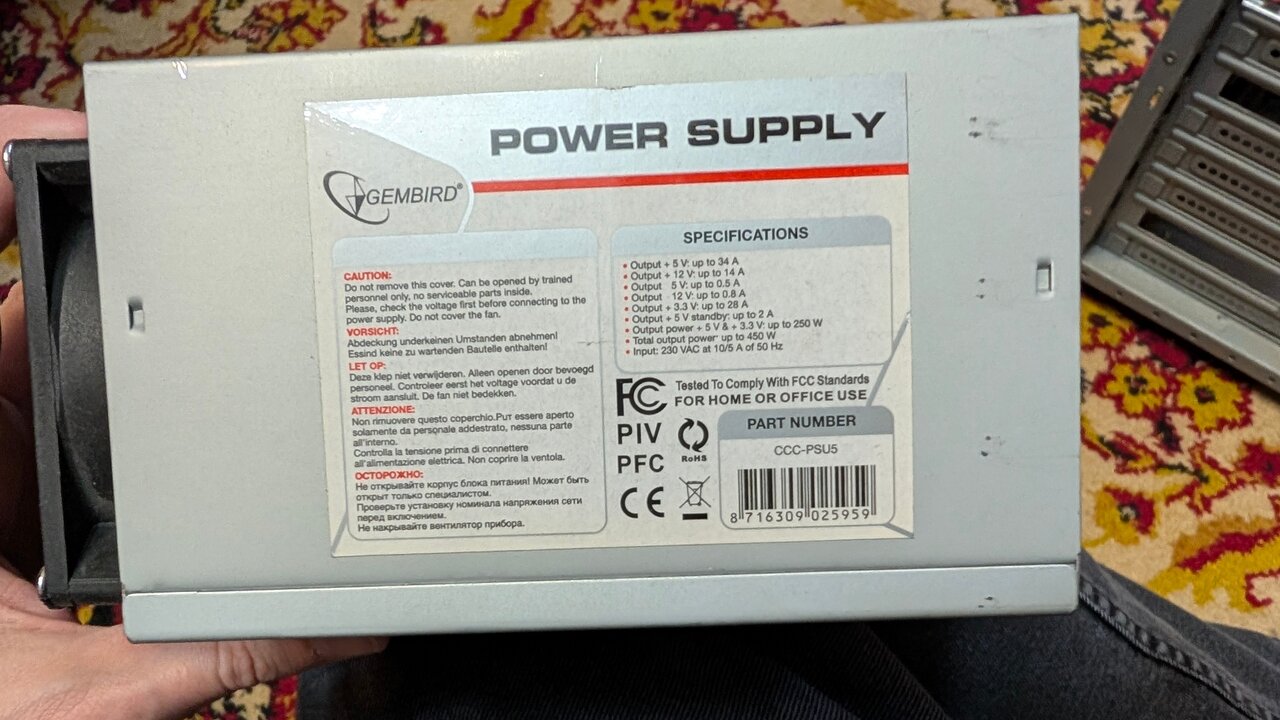 POWER SUPPLY
GEMBIRD®
CAUTION:
Do not remove this cover. Can be opened by trained
personnel only, no serviceable parts inside.
Please, check the voltage first before connecting to the
power supply. Do not cover the fan.
VORSICHT:
Abdeckung underkeinen Umstanden abnehmen!
Essind keine zu wartenden Bauteile enthalten!
LET OP:
Deze klep niet verwijderen. Alleen openen door bevoegd
personeel. Controleer eerst het voltage voordat u de
stroom aansluit. De fan niet bedekken.
ATTENZIONE:
Non rimuovere questo coperchio.Pur essere aperto
solamente da personale addestrato, nessuna parte
all'interno.
Controlla la tensione prima di connettere
all'alimentazione elettrica. Non coprire la ventola.
ОСТОРОЖНО:
Не открывайте корпус блока питания! Может быть
открыт только специалистом.
Проверьте установку номинала напряжения сети
перед включением.
Не накрывайте вентилятор прибора.
SPECIFICATIONS
• Output + 5 V: up to 34 A
• Output + 12 V: up to 14 A
• Output 5 V: up to 0.5 A
• Output 12 V: up to 0.8 A
• Output + 3.3 V: up to 28 A
• Output + 5 V standby: up to 2 A
• Output power + 5 V & + 3.3 V: up to 250 W
• Total output power: up to 450 W
• Input: 230 VAC at 10/5 A of 50 Hz
FC Tested To Comply With FCC Standards
FOR HOME OR OFFICE USE
PIV
PFC
RoHS
CE
PART NUMBER
CCC-PSU5
8 716309 025959